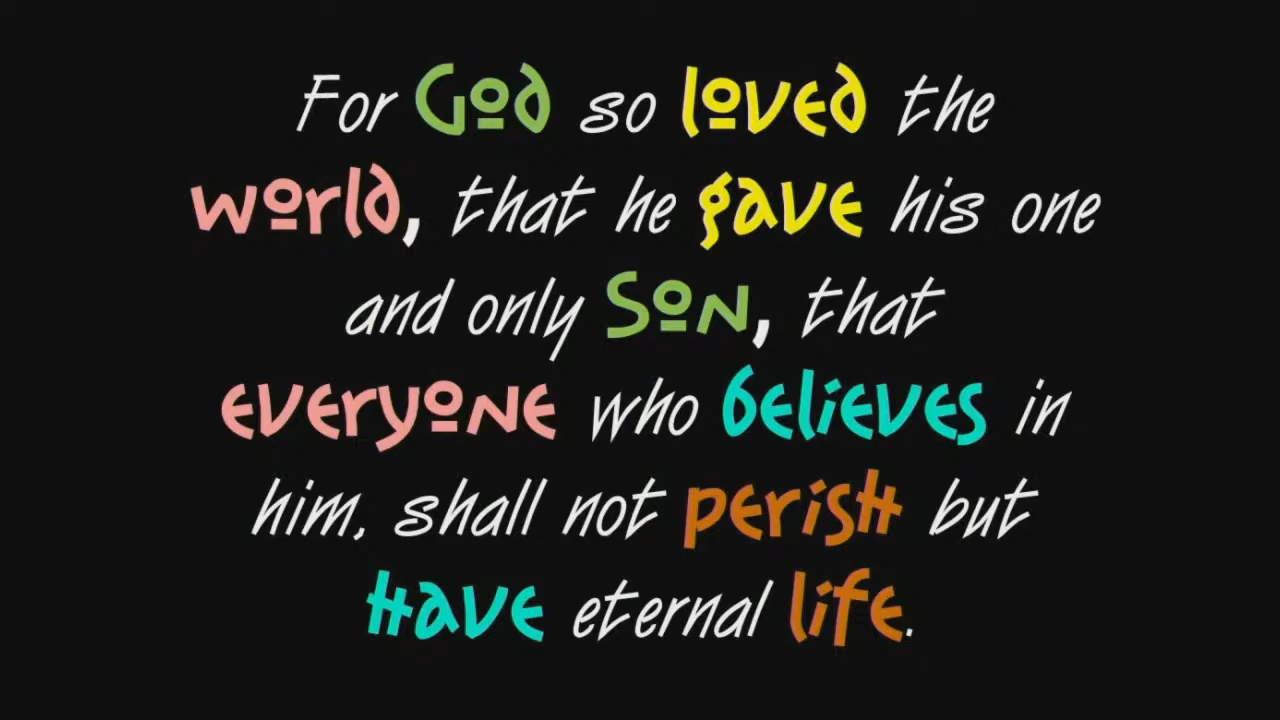 For God so loved the
world, that he gave his one
and only Son, that
everyone who believes in
him, shall not perish but
have eternal life.